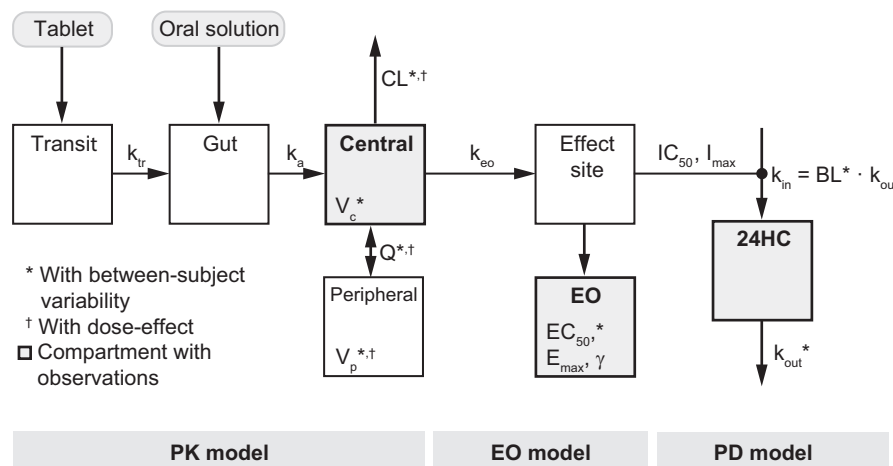 Tablet
Oral solution
CL*,†
Transit
k_tr
Gut
k_a
Central
V_c*
k_eo
Effect
site
IC_50, I_max
k_in = BL* · k_ou
24HC
Q*,†
Peripheral
V_p*,†
EO
EC_50,*
E_max, γ
k_out*
* With between-subject
variability
† With dose-effect
Compartment with
observations
PK model
EO model
PD model